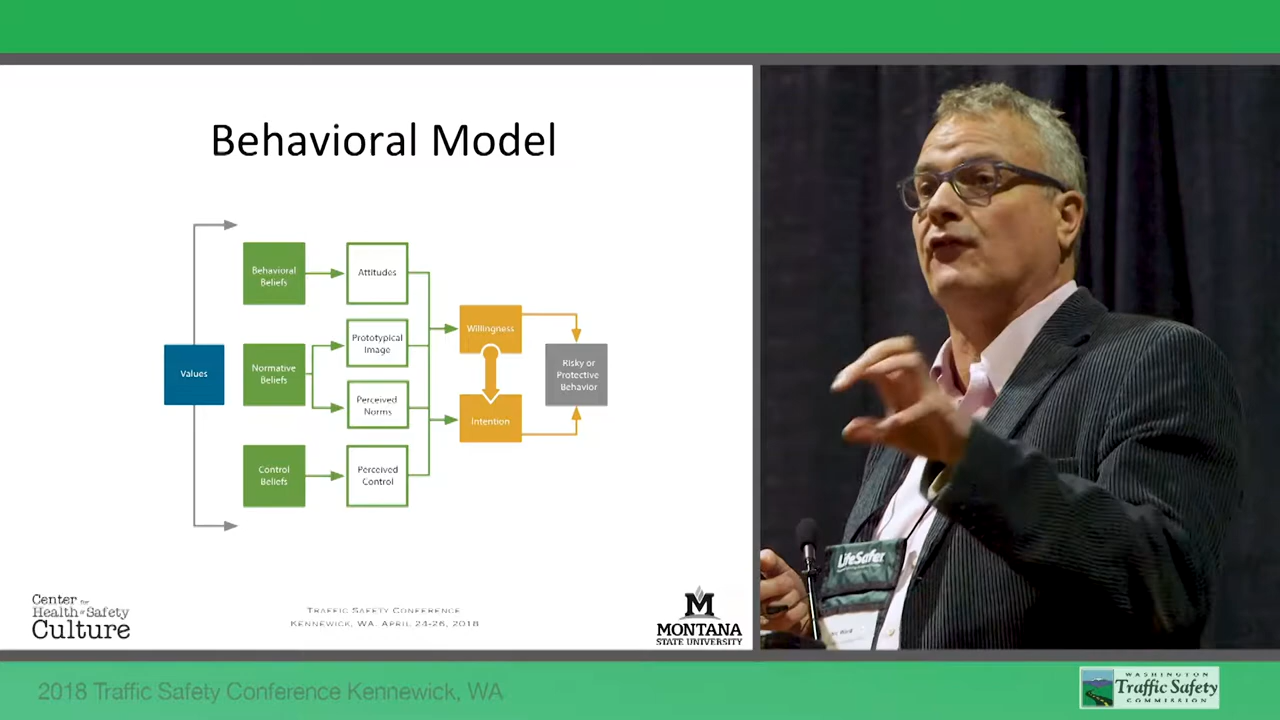 Behavioral Model
Behavioral
Beliefs
Attitudes
Prototypical
Image
Willingness
Values
Normative
Beliefs
Risky or
Protective
Behavior
Perceived
Norms
Intention
Control
Beliefs
Perceived
Control
LifeSafer
Center for
Health & Safety
Culture
TRAFFIC SAFETY CONFERENCE
KENNEWICK, WA. APRIL 24-26, 2018
M
MONTANA
STATE UNIVERSITY
2018 Traffic Safety Conference Kennewick, WA
WASHINGTON
Traffic Safety
COMMISSION